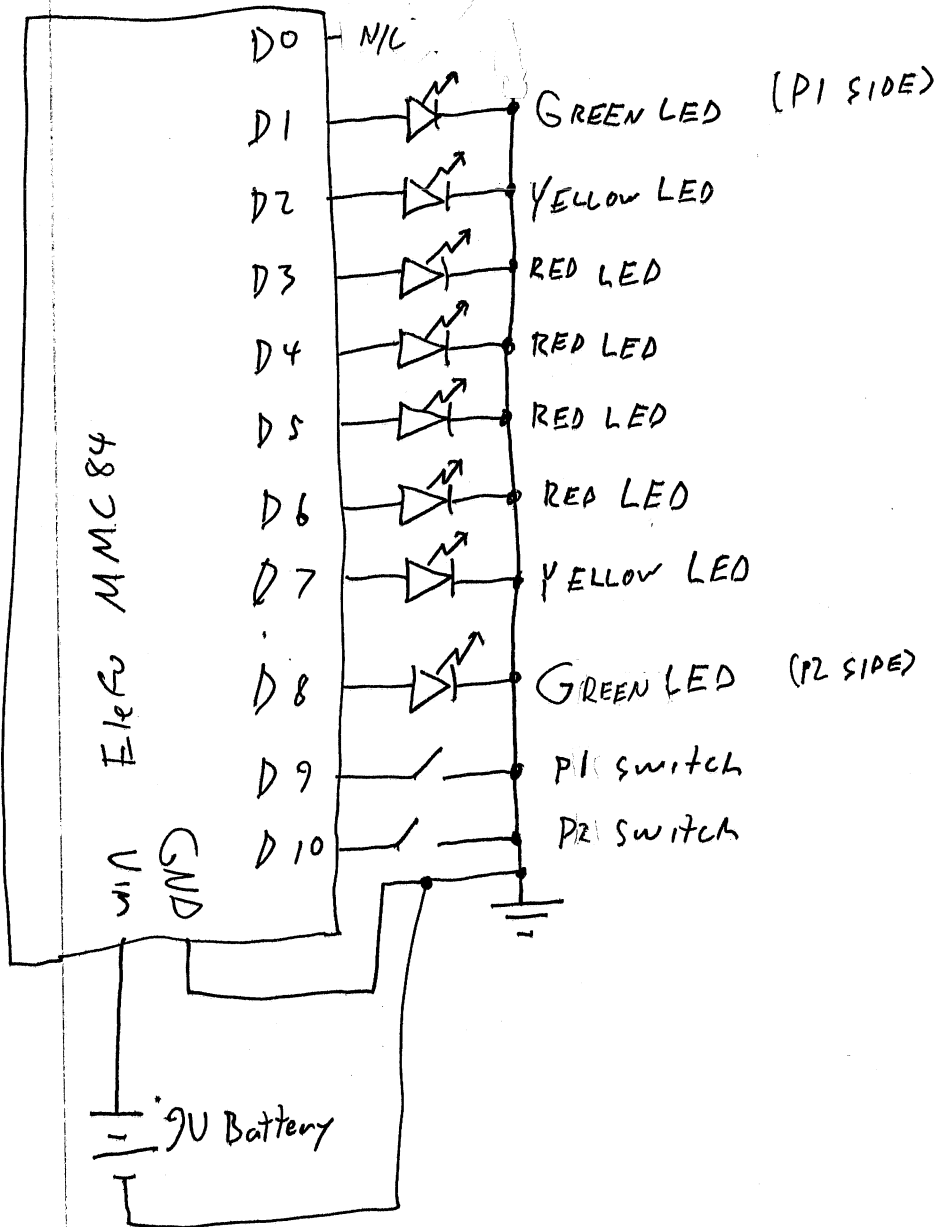 D0 N/C
D1 GREEN LED (P1 SIDE)
D2 YELLOW LED
D3 RED LED
D4 RED LED
D5 RED LED
D6 RED LED
D7 YELLOW LED
D8 GREEN LED (P2 SIDE)
D9 P1 switch
D10 P2 switch
Elefu MMC84
Vin
GND
9V Battery